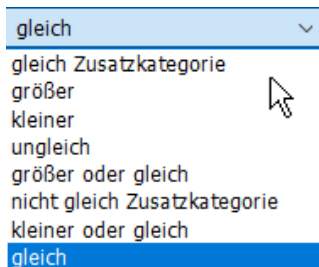 gleich
gleich Zusatzkategorie
größer
kleiner
ungleich
größer oder gleich
nicht gleich Zusatzkategorie
kleiner oder gleich
gleich